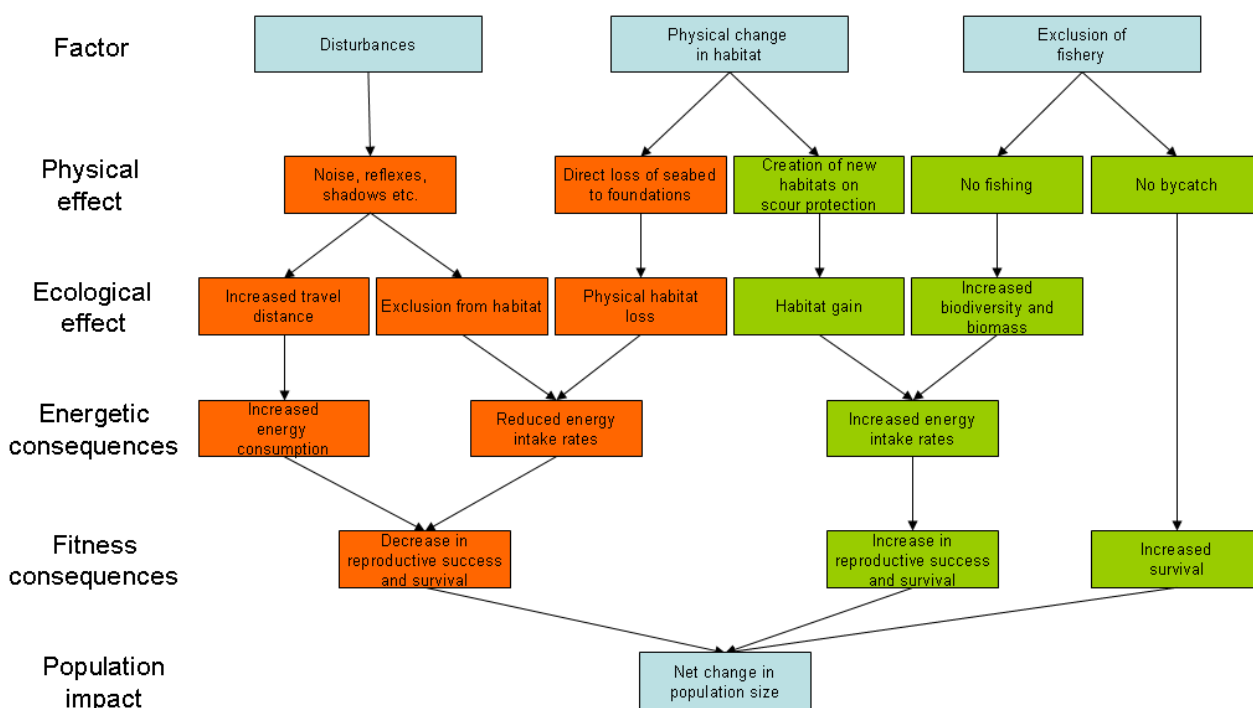 Factor
Disturbances
Physical change
in habitat
Exclusion of
fishery
Physical
effect
Noise, reflexes,
shadows etc.
Direct loss of seabed
to foundations
Creation of new
habitats on
scour protection
No fishing
No bycatch
Ecological
effect
Increased travel
distance
Exclusion from habitat
Physical habitat
loss
Habitat gain
Increased
biodiversity and
biomass
Energetic
consequences
Increased
energy
consumption
Reduced energy
intake rates
Increased energy
intake rates
Fitness
consequences
Decrease in
reproductive success
and survival
Increase in
reproductive success
and survival
Increased
survival
Population
impact
Net change in
population size